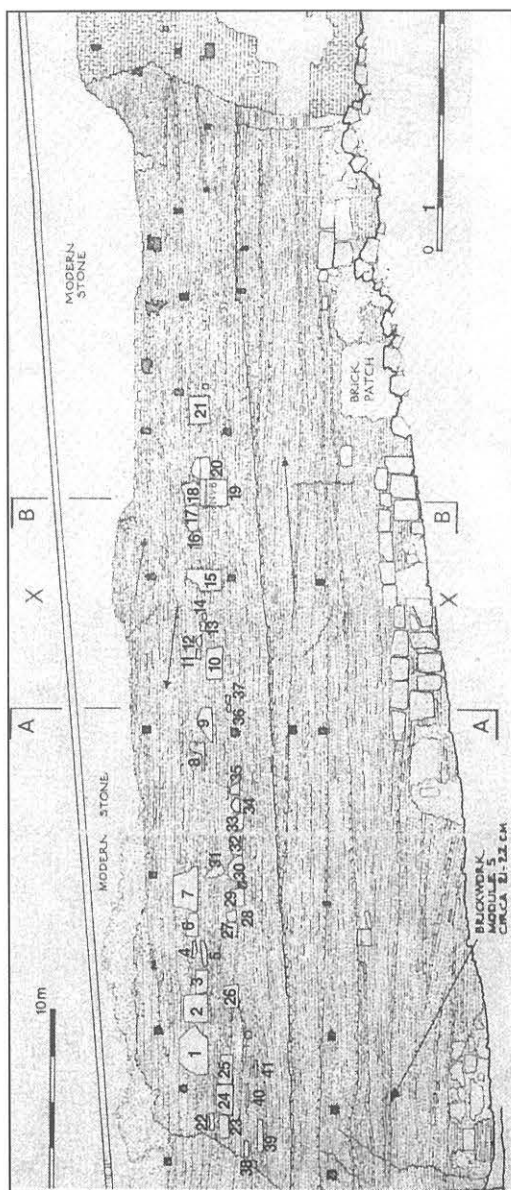 10m
A X B
MODERN STONE
MODERN
STONE
11 12 16 17 18
4 6 7 8 14
1 2 3 5 9 13 15 20 21
22 31 10 19
24 25 26 27 29 30 32 33 35 36 37
23 28 34
38 40 41
39
BRICK
PATCH
BRICKWORK
MODULE 5
CIRCA 21-22 CM
A X B
0 1